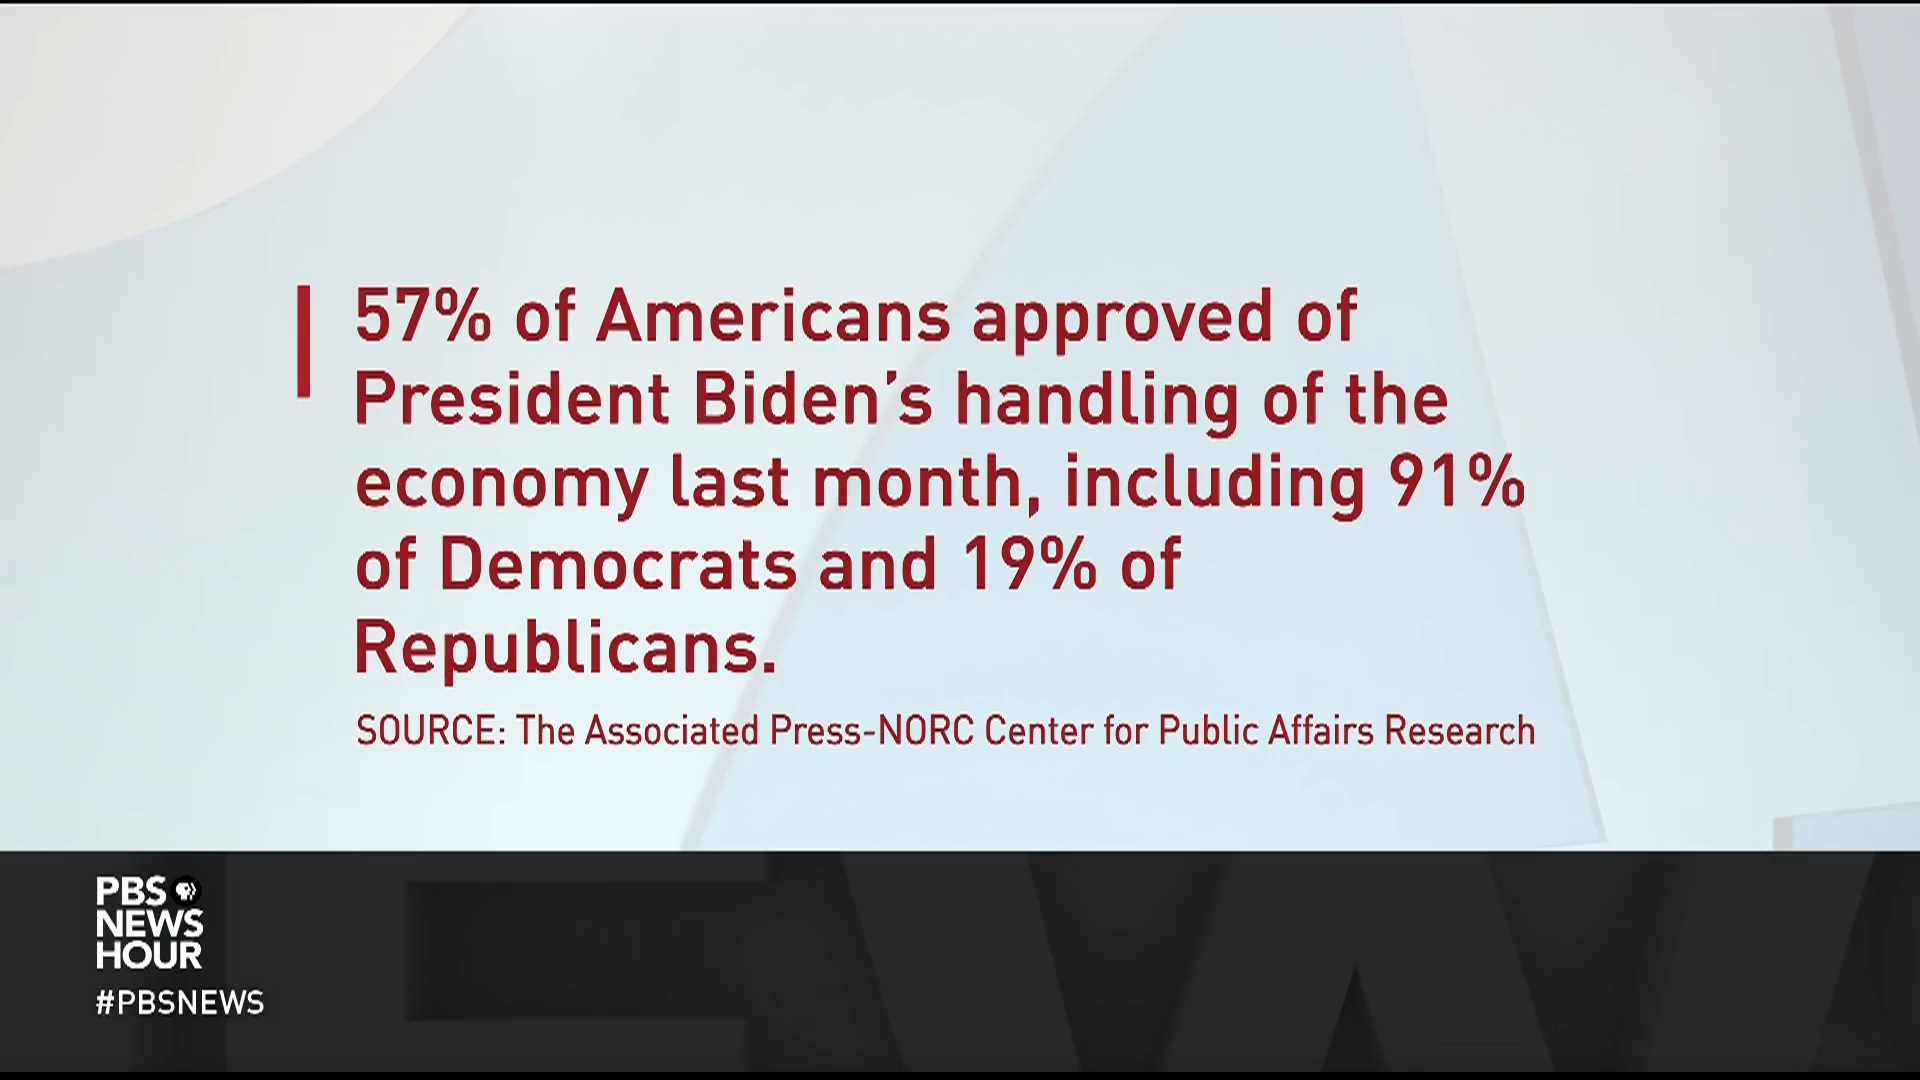 57% of Americans approved of
President Biden's handling of the
economy last month, including 91%
of Democrats and 19% of
Republicans.
SOURCE: The Associated Press-NORC Center for Public Affairs Research
PBS
NEWS
HOUR
#PBSNEWS